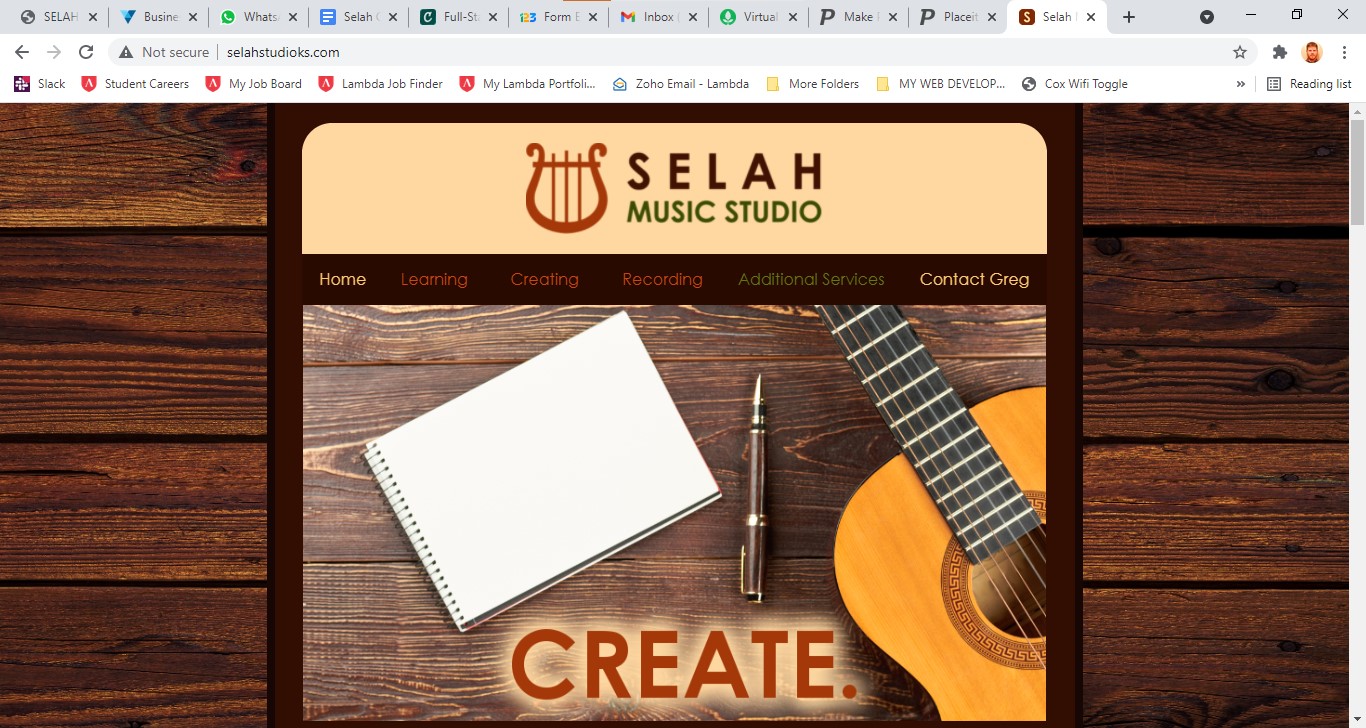 SELAH Busine Whats Selah Full-St Form E Inbox Virtual Make Placeit Selah
Not secure selahstudioks.com
Slack Student Careers My Job Board Lambda Job Finder My Lambda Portfoli... Zoho Email - Lambda More Folders MY WEB DEVELOP... Cox Wifi Toggle » Reading list
SELAH
MUSIC STUDIO
Home Learning Creating Recording Additional Services Contact Greg
CREATE.